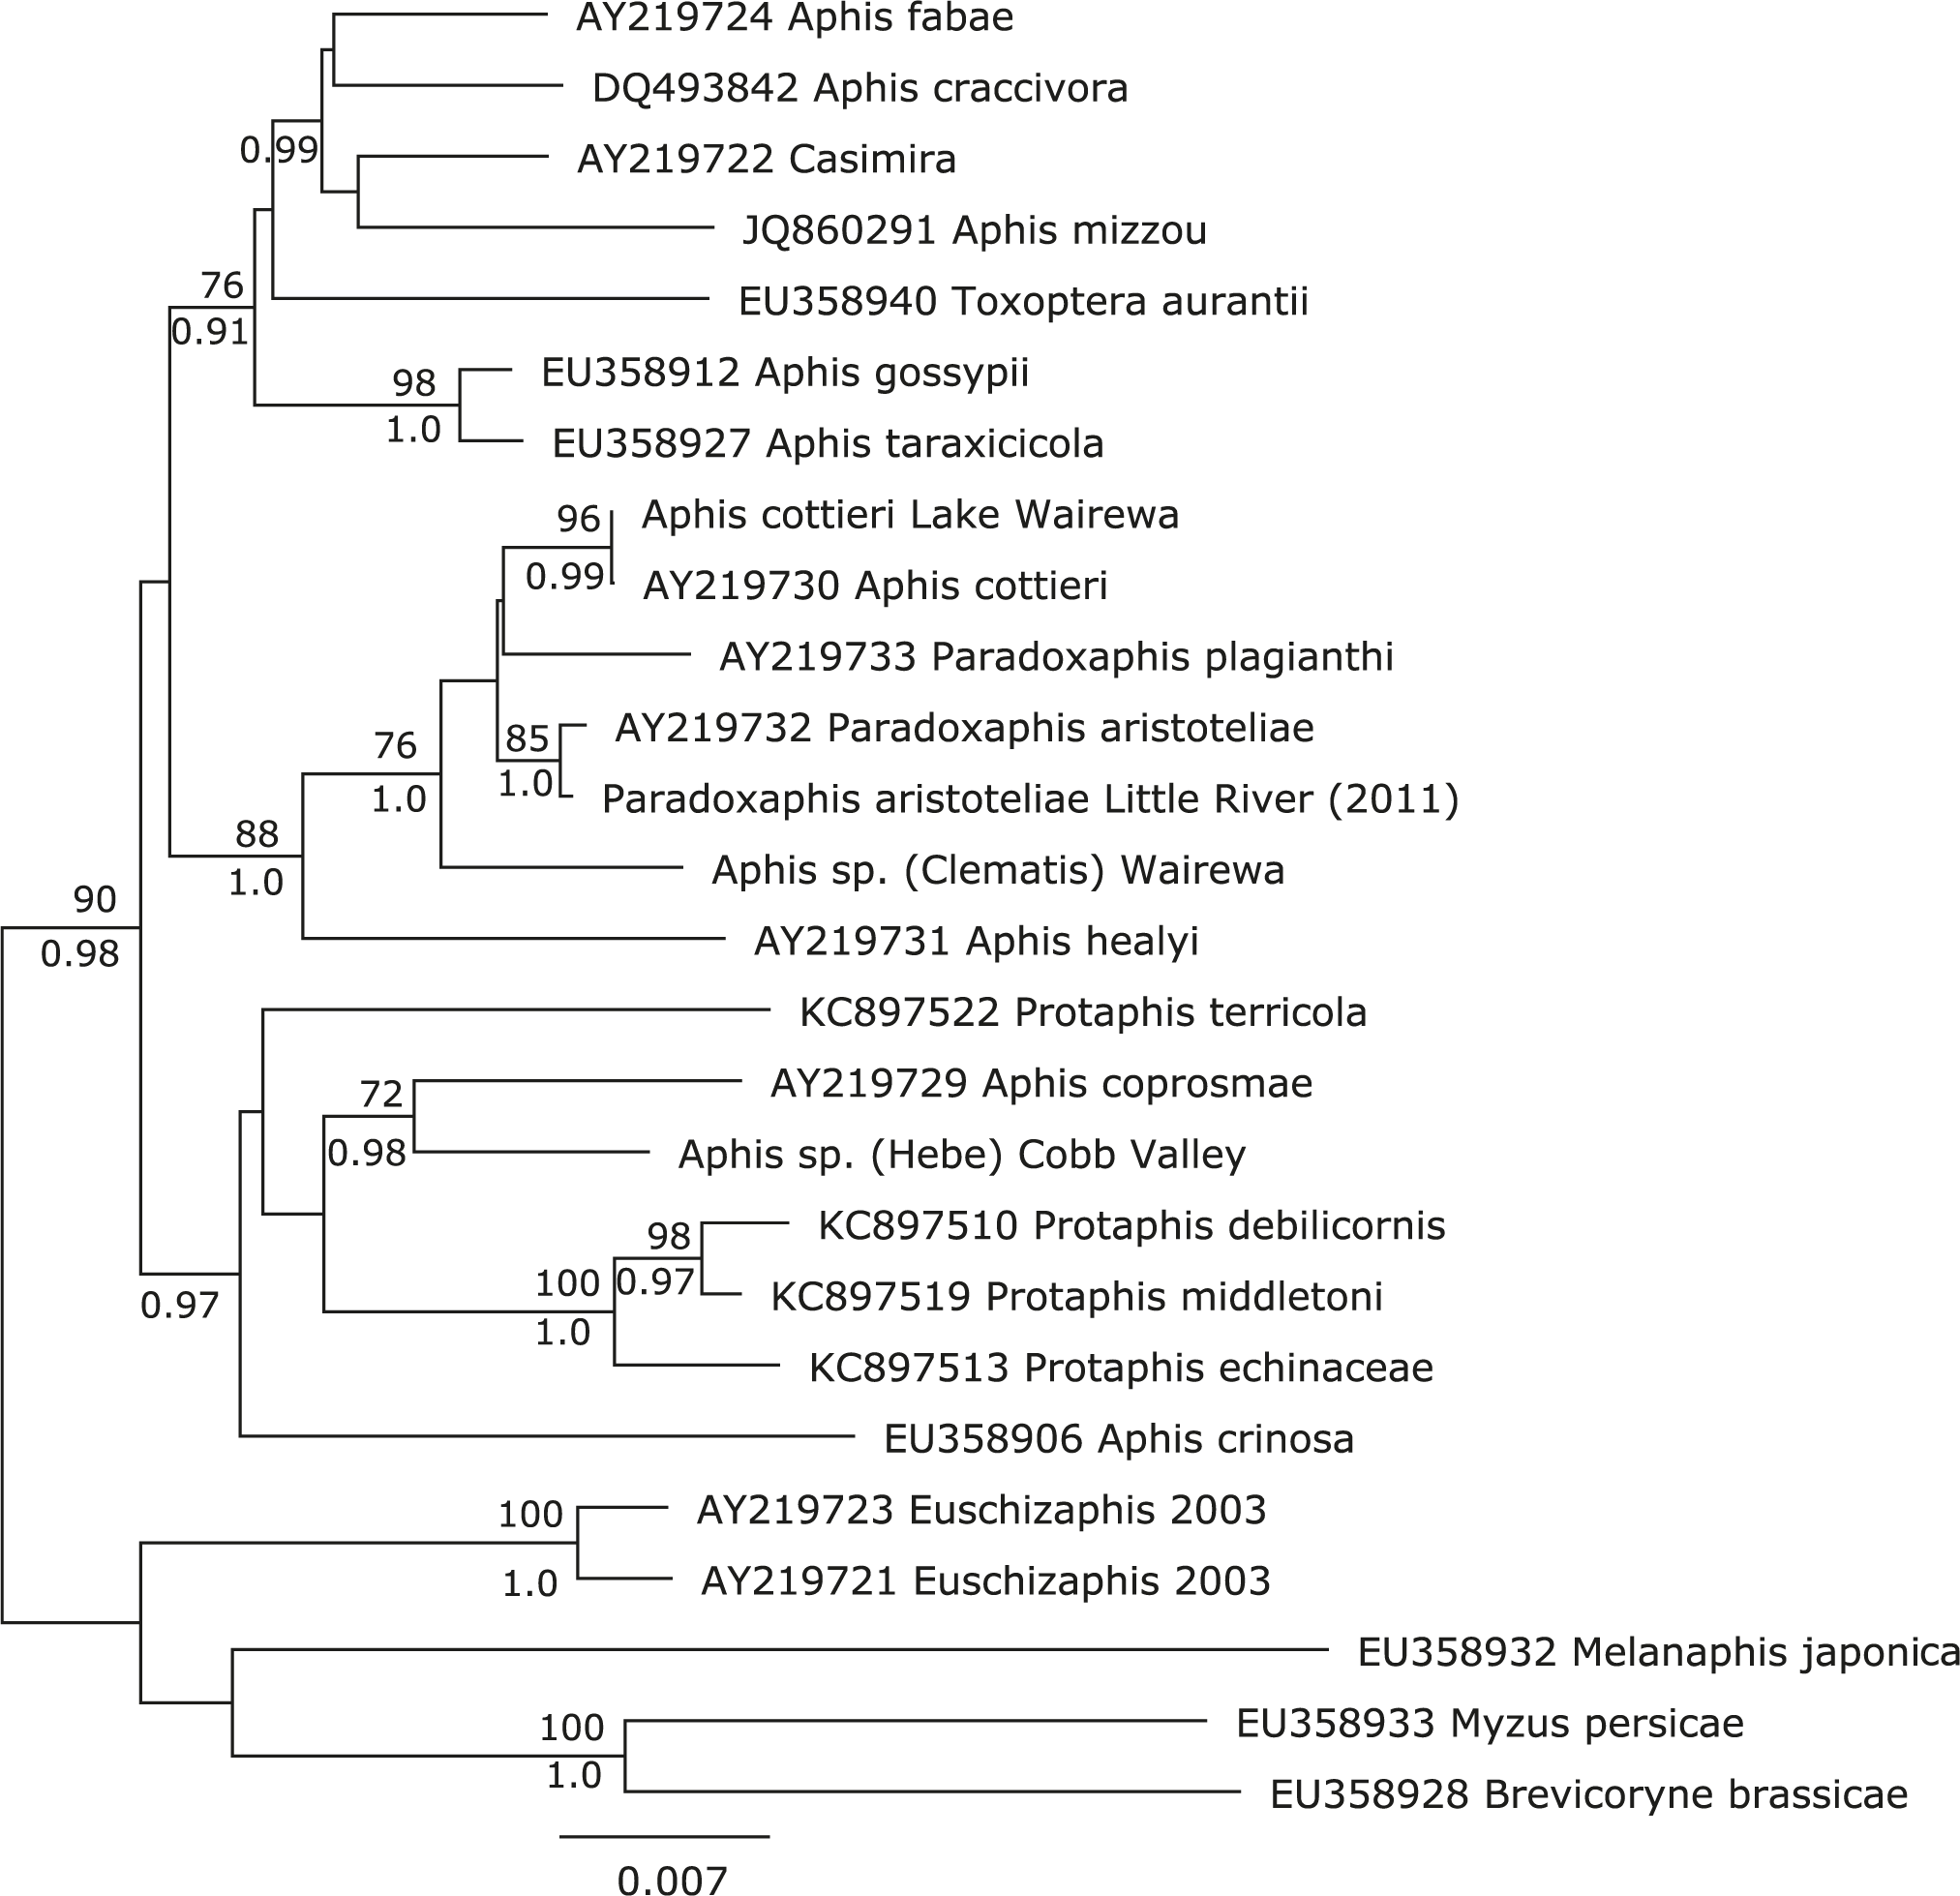 AY219724 Aphis fabae
DQ493842 Aphis craccivora
0.99
AY219722 Casimira
JQ860291 Aphis mizzou
76
EU358940 Toxoptera aurantii
0.91
98
EU358912 Aphis gossypii
1.0
EU358927 Aphis taraxicicola
96
Aphis cottieri Lake Wairewa
0.99
AY219730 Aphis cottieri
AY219733 Paradoxaphis plagianthi
76
85
AY219732 Paradoxaphis aristoteliae
1.0
1.0
Paradoxaphis aristoteliae Little River (2011)
88
1.0
Aphis sp. (Clematis) Wairewa
90
0.98
AY219731 Aphis healyi
KC897522 Protaphis terricola
72
AY219729 Aphis coprosmae
0.98
Aphis sp. (Hebe) Cobb Valley
98
KC897510 Protaphis debilicornis
100
0.97
KC897519 Protaphis middletoni
0.97
1.0
KC897513 Protaphis echinaceae
EU358906 Aphis crinosa
100
AY219723 Euschizaphis 2003
1.0
AY219721 Euschizaphis 2003
EU358932 Melanaphis japonica
100
EU358933 Myzus persicae
1.0
EU358928 Brevicoryne brassicae
0.007